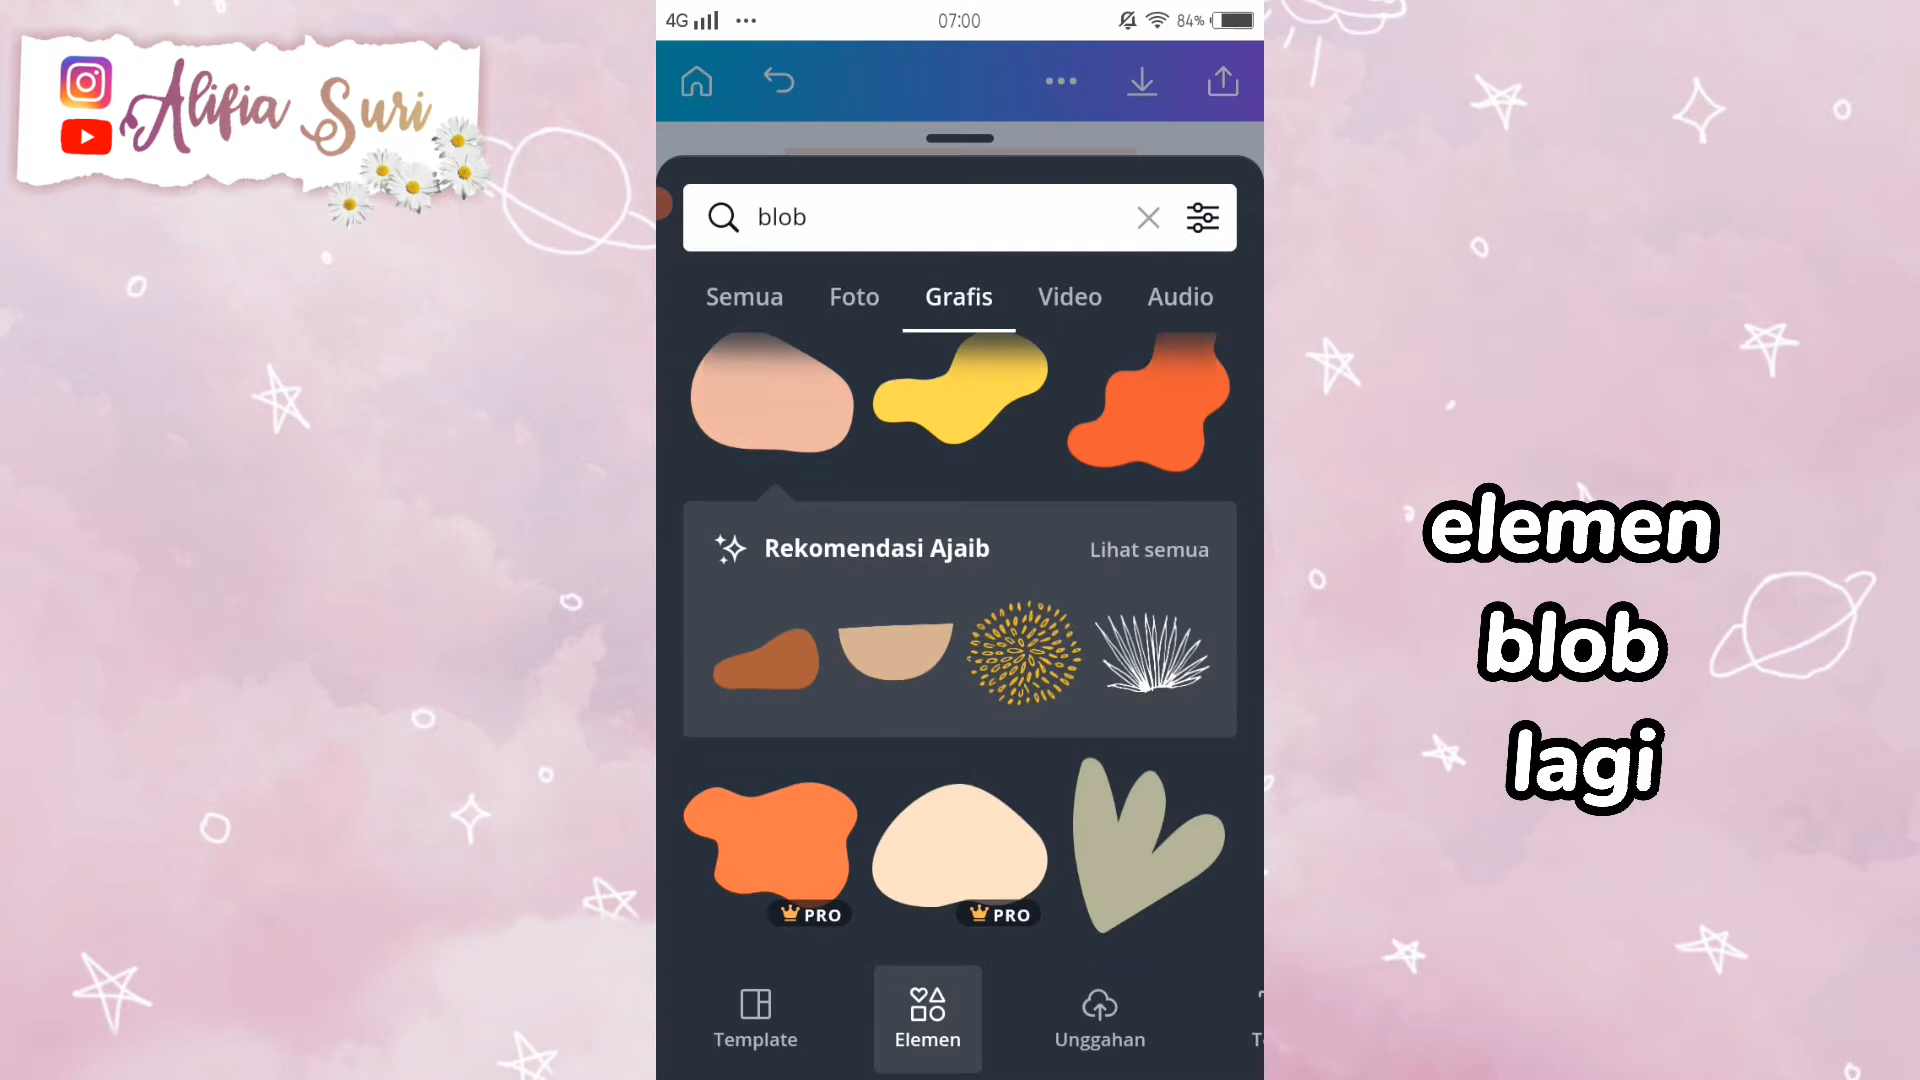 Alifia Suri
4G
07:00
84%
blob
Semua Foto Grafis Video Audio
Rekomendasi Ajaib
Lihat semua
PRO
PRO
Template
Elemen
Unggahan
elemen
blob
lagi